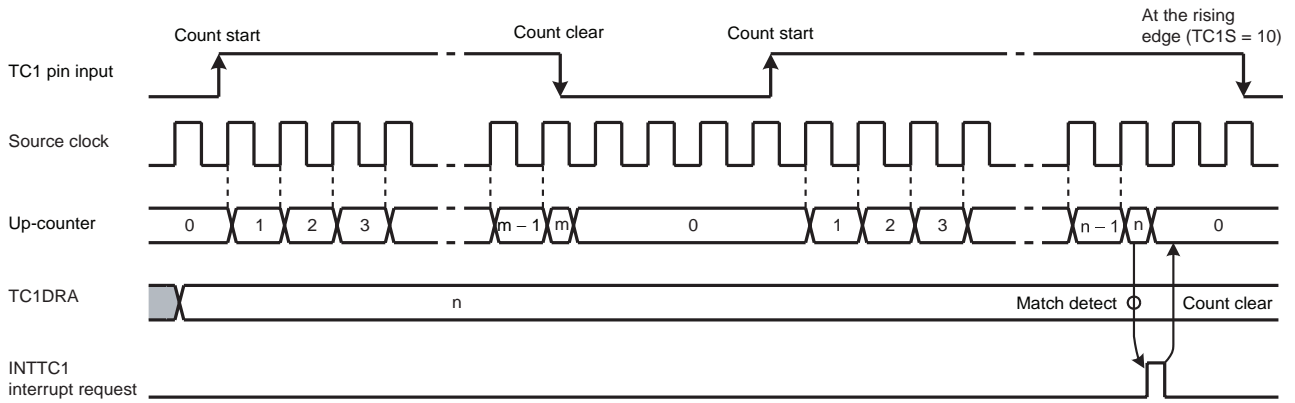 At the rising
edge (TC1S = 10)
Count start
Count clear
Count start
TC1 pin input
Source clock
Up-counter
0
1
2
3
m – 1
m
0
1
2
3
n – 1
n
0
TC1DRA
n
Match detect
Count clear
INTTC1
interrupt request